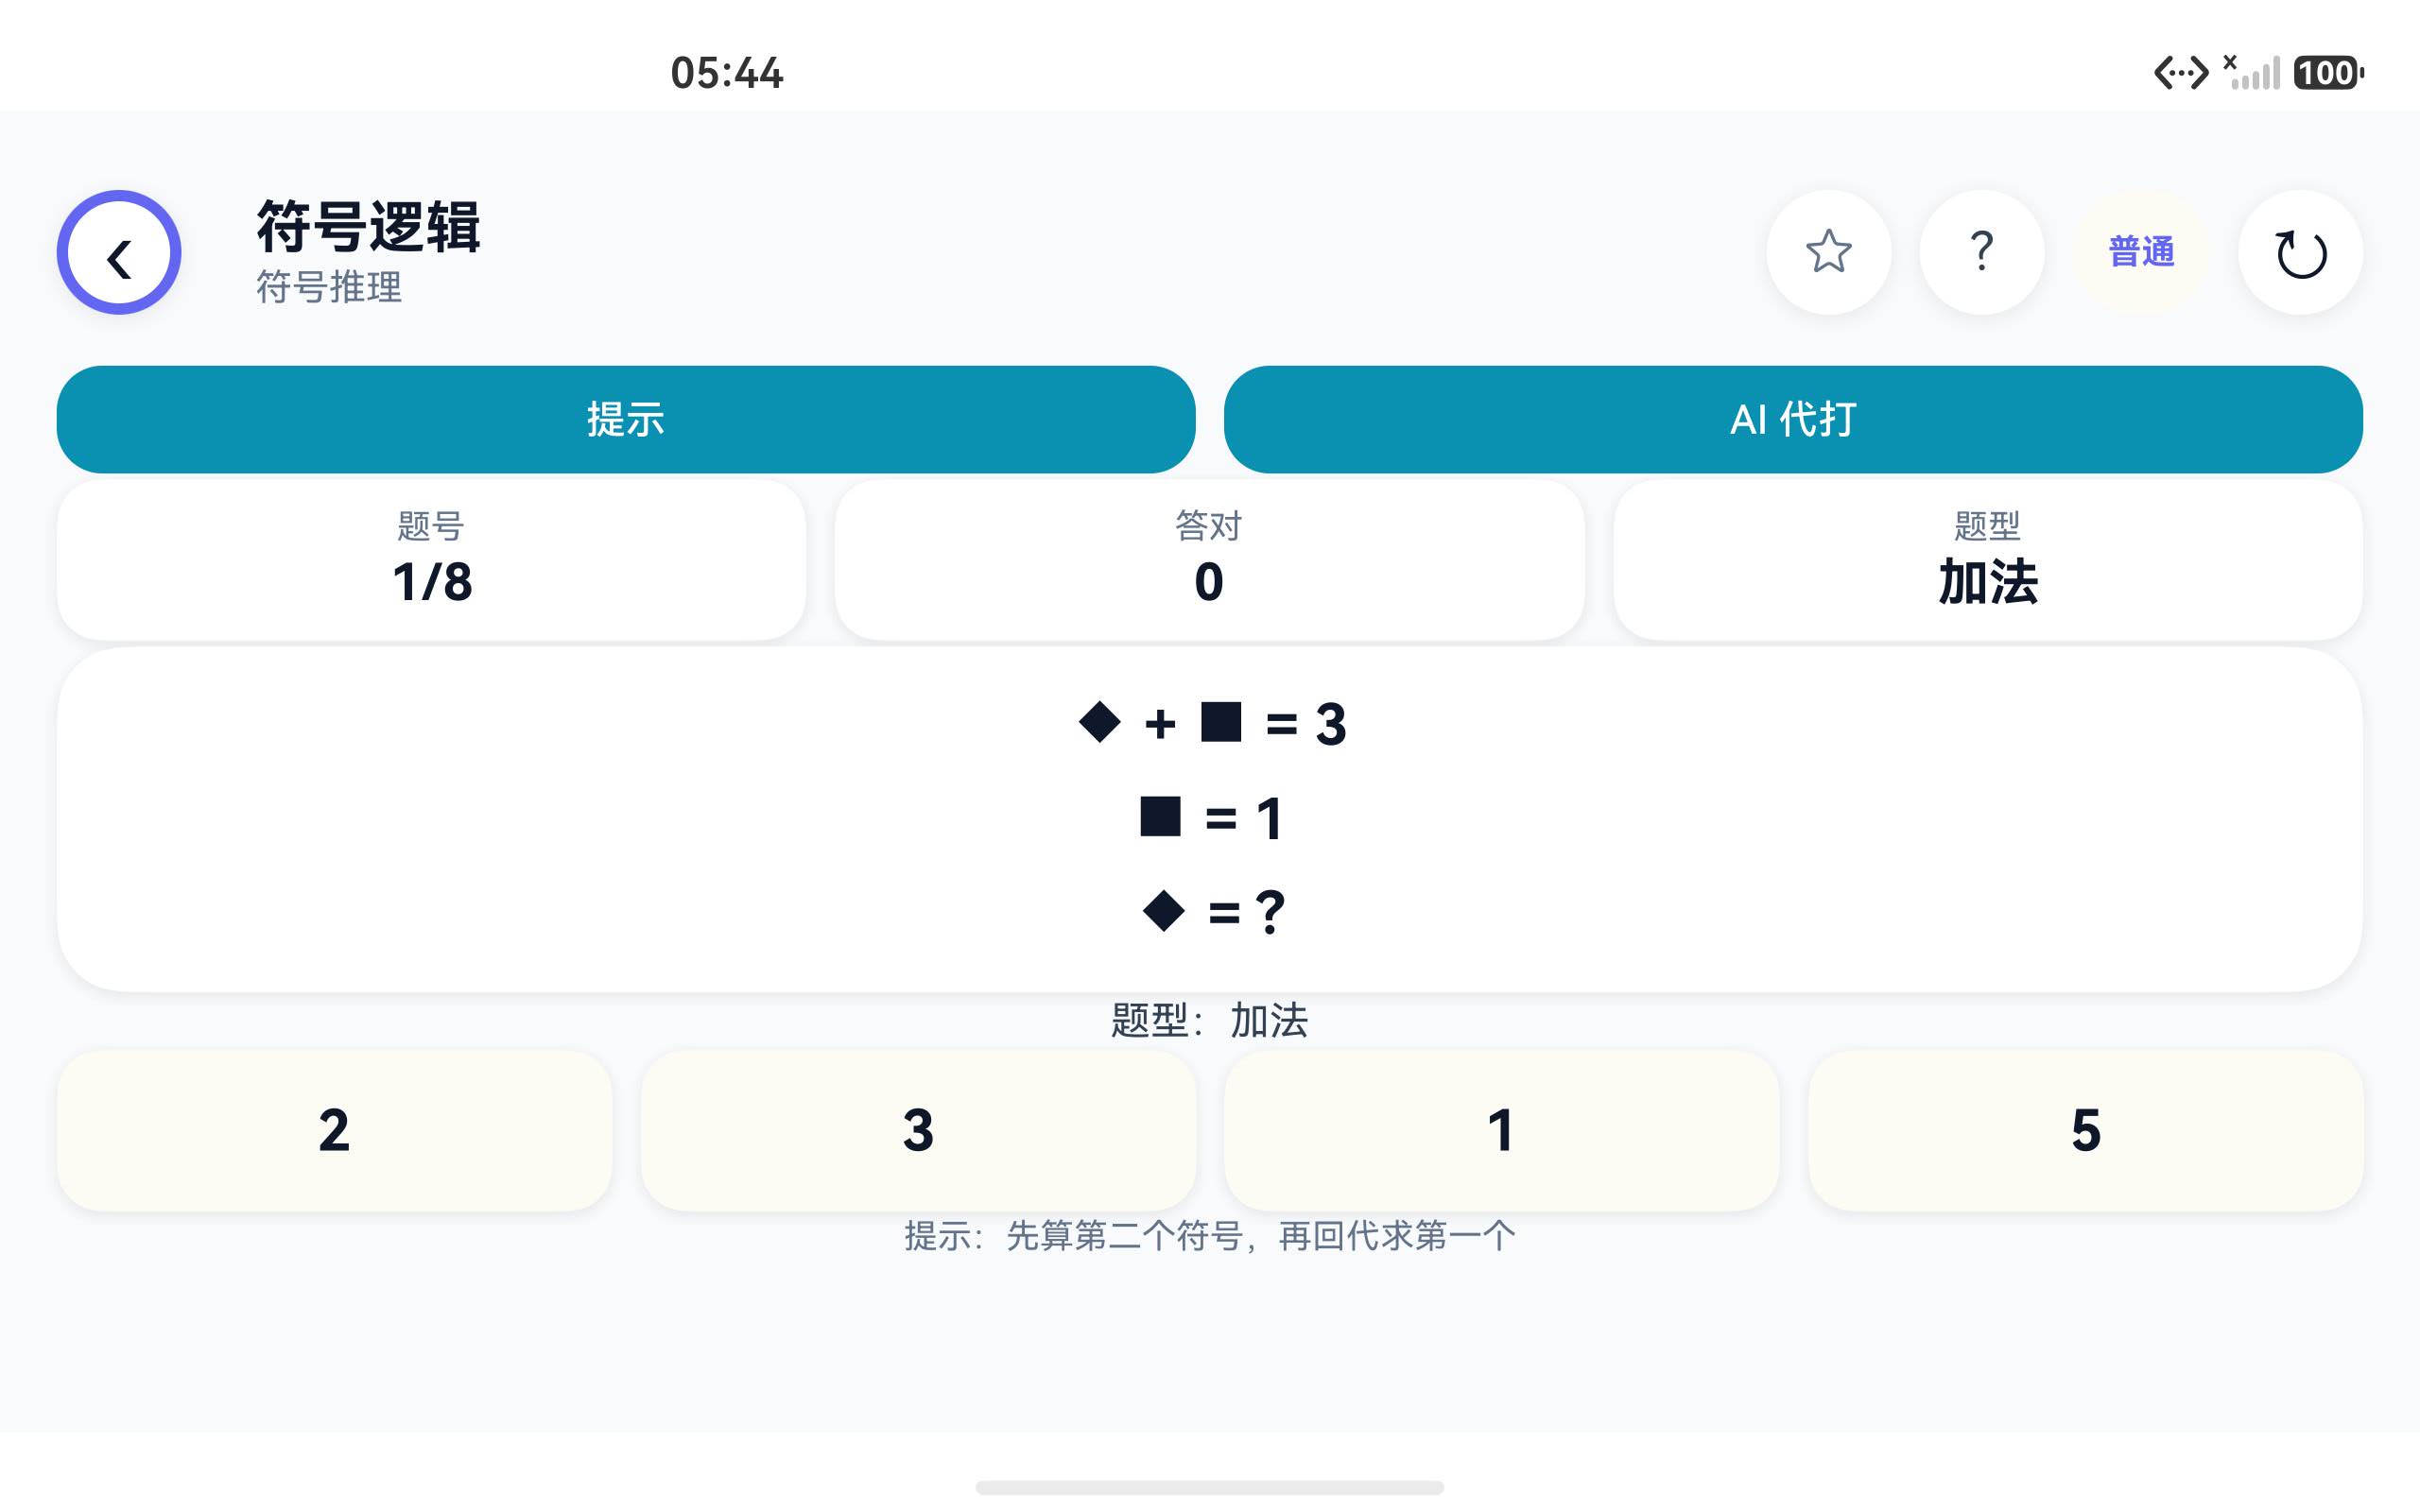 05:44
100
符号逻辑
符号推理
?
普通
提示
AI 代打
题号
1/8
答对
0
题型
加法
◆ + ■ = 3
■ = 1
◆ = ?
题型：加法
2
3
1
5
提示：先算第二个符号，再回代求第一个